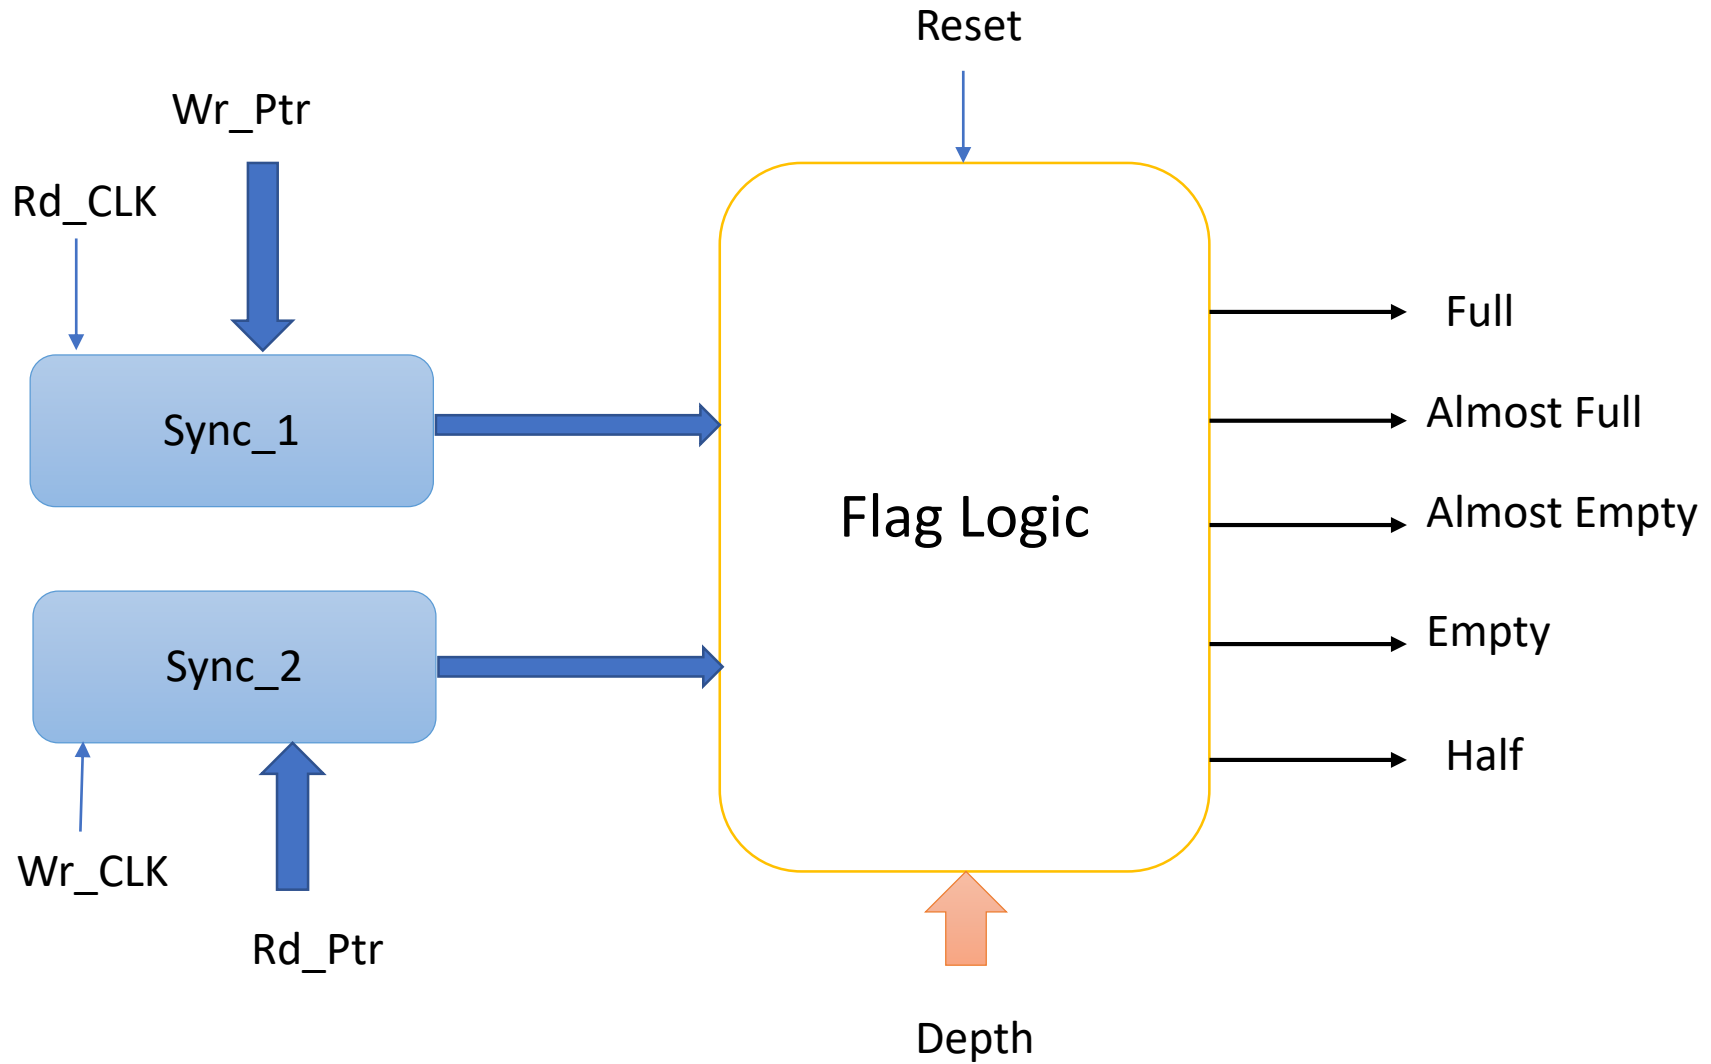 Reset
Wr_Ptr
Rd_CLK
Full
Almost Full
Sync_1
Almost Empty
Flag Logic
Empty
Sync_2
Half
Wr_CLK
Rd_Ptr
Depth